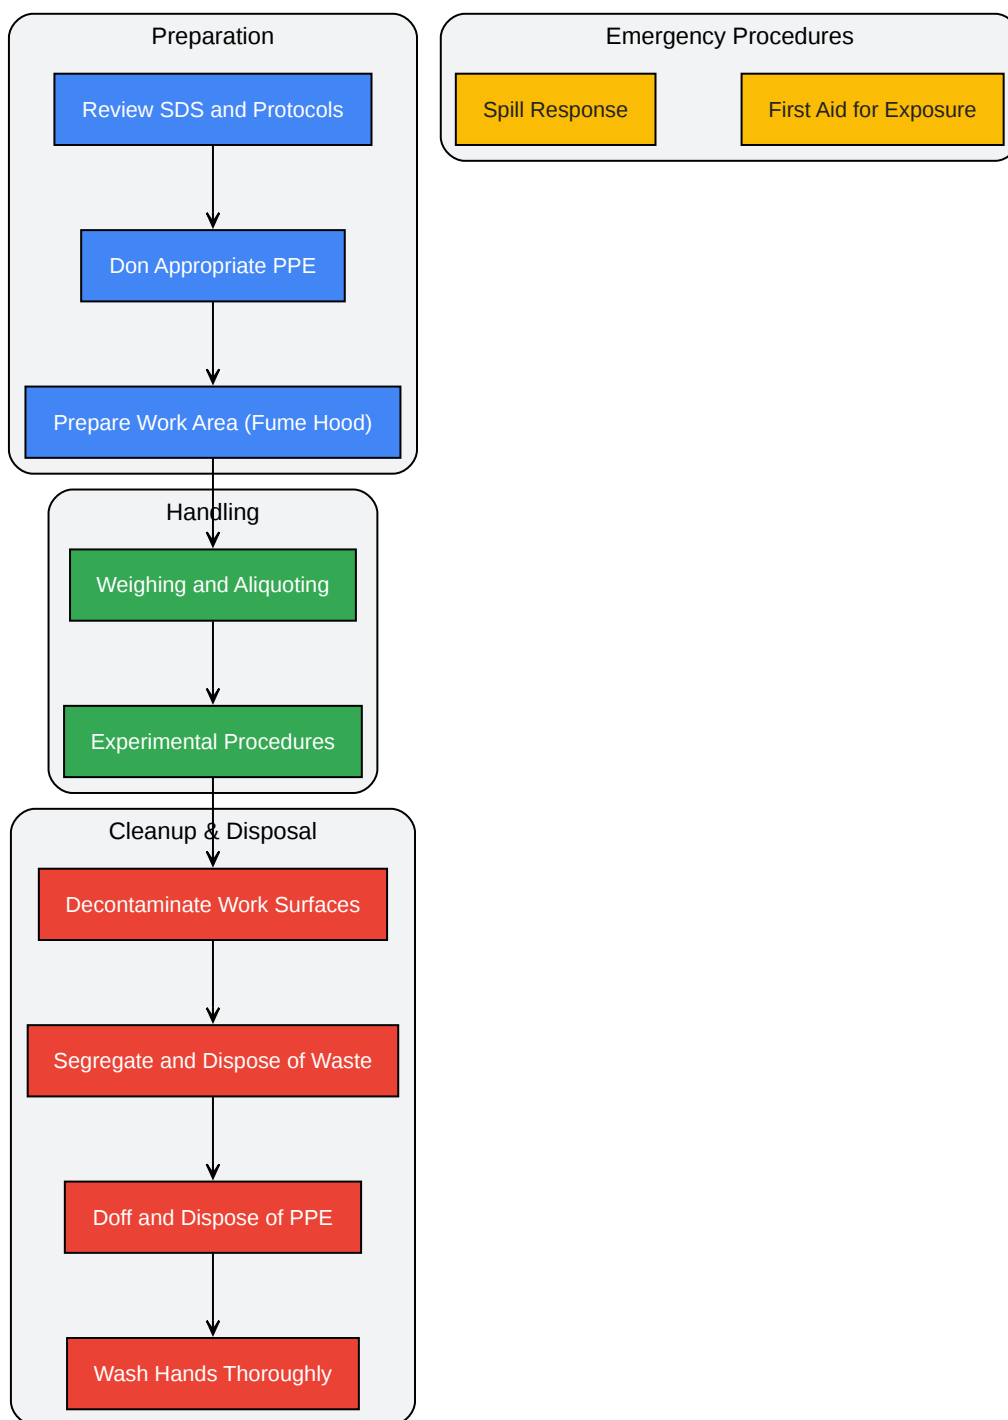 Preparation
Review SDS and Protocols
Don Appropriate PPE
Prepare Work Area (Fume Hood)
Handling
Weighing and Aliquoting
Experimental Procedures
Cleanup & Disposal
Decontaminate Work Surfaces
Segregate and Dispose of Waste
Doff and Dispose of PPE
Wash Hands Thoroughly
Emergency Procedures
Spill Response
First Aid for Exposure